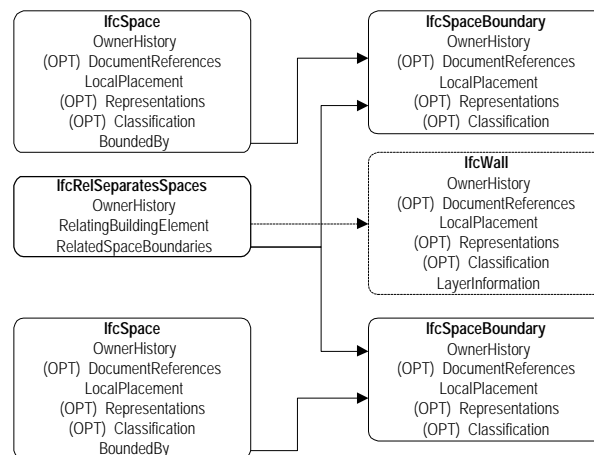 IfcSpace
OwnerHistory
(OPT) DocumentReferences
LocalPlacement
(OPT) Representations
(OPT) Classification
BoundedBy
IfcSpaceBoundary
OwnerHistory
(OPT) DocumentReferences
LocalPlacement
(OPT) Representations
(OPT) Classification
IfcRelSeparatesSpaces
OwnerHistory
RelatingBuildingElement
RelatedSpaceBoundaries
IfcWall
OwnerHistory
(OPT) DocumentReferences
LocalPlacement
(OPT) Representations
(OPT) Classification
LayerInformation
IfcSpace
OwnerHistory
(OPT) DocumentReferences
LocalPlacement
(OPT) Representations
(OPT) Classification
BoundedBy
IfcSpaceBoundary
OwnerHistory
(OPT) DocumentReferences
LocalPlacement
(OPT) Representations
(OPT) Classification